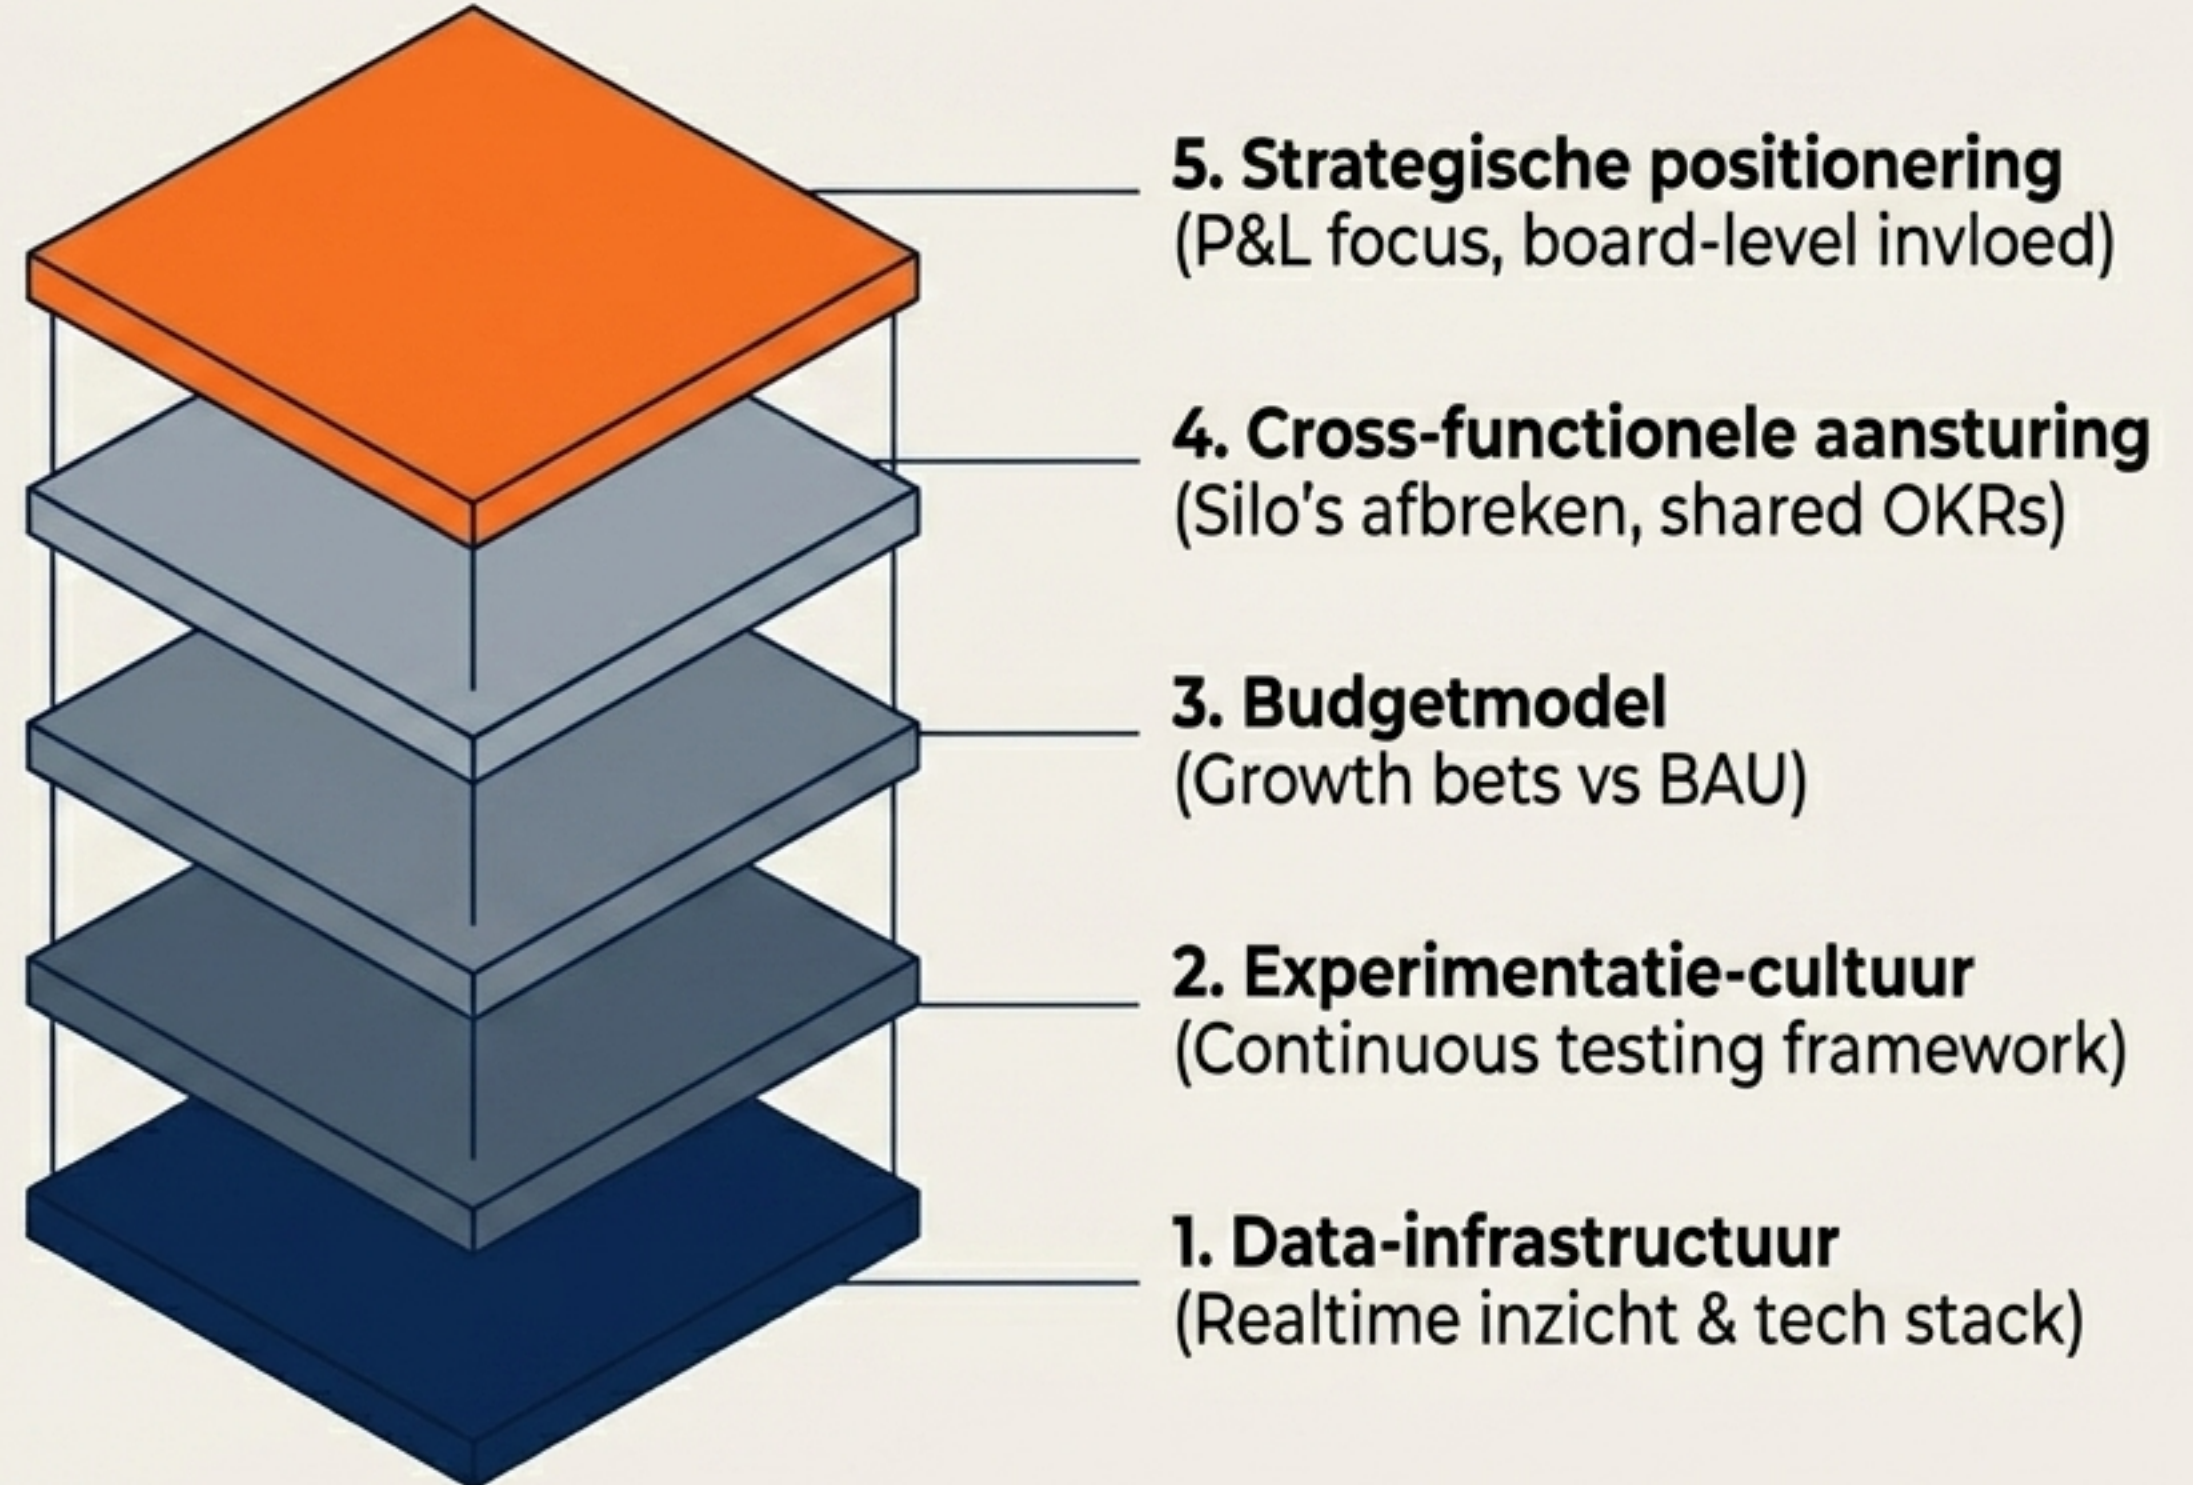 5. Strategische positionering
(P&L focus, board-level invloed)
4. Cross-functionele aansturing
(Silo's afbreken, shared OKRs)
3. Budgetmodel
(Growth bets vs BAU)
2. Experimentatie-cultuur
(Continuous testing framework)
1. Data-infrastructuur
(Realtime inzicht & tech stack)